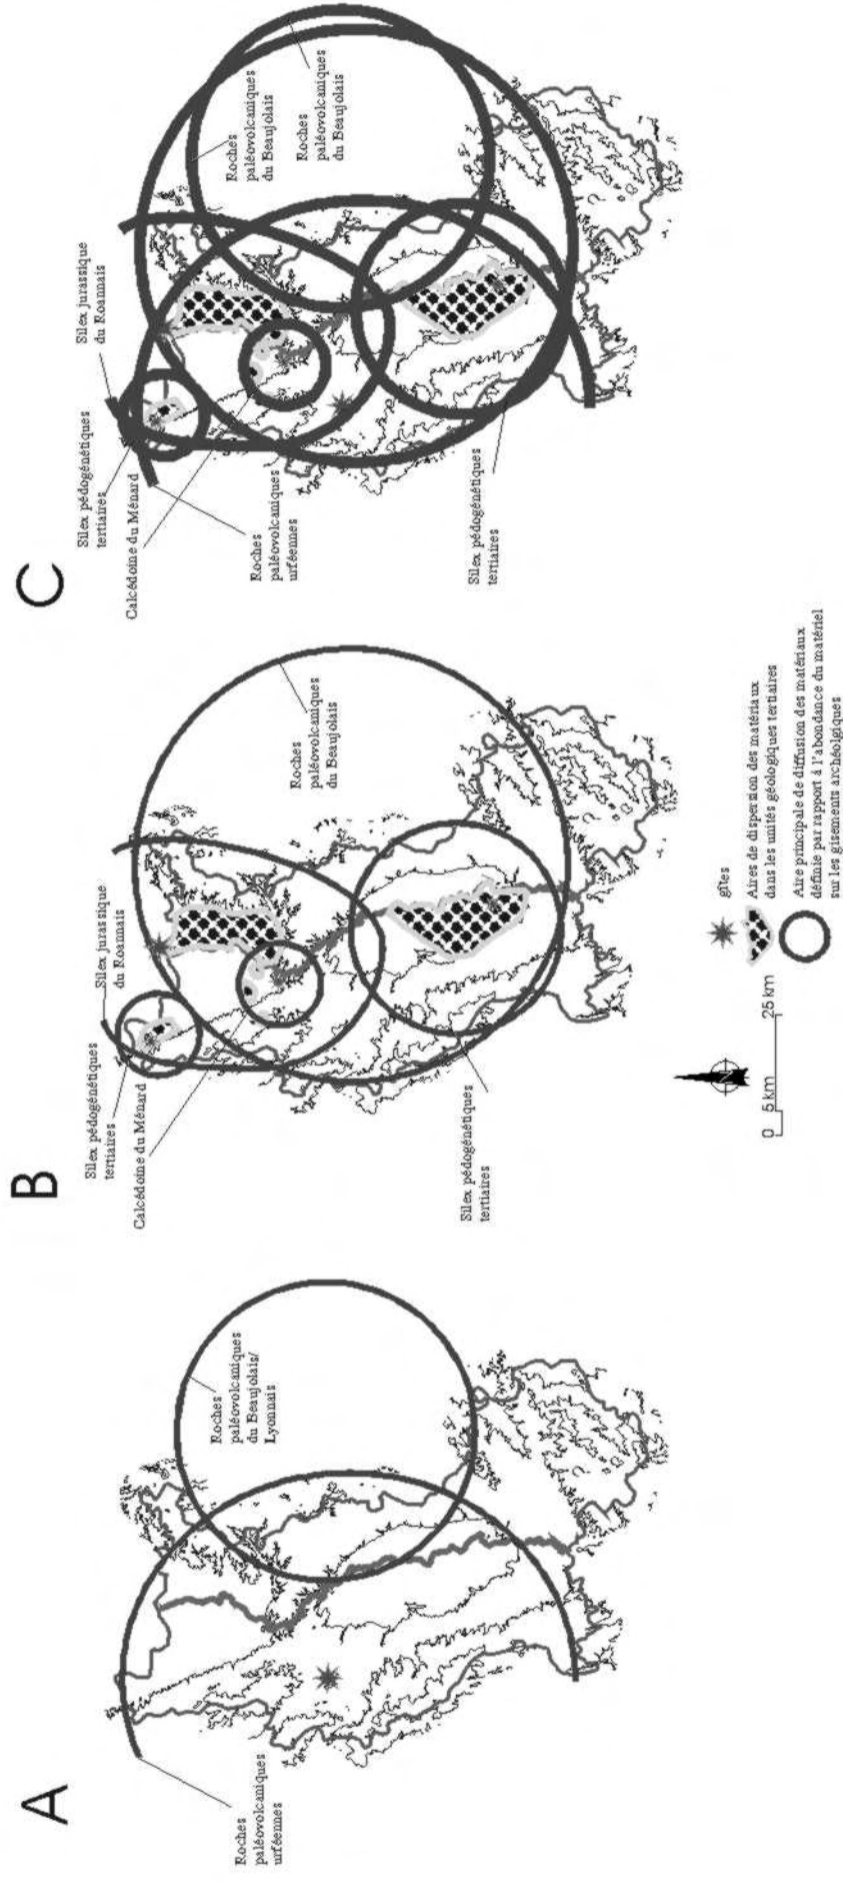 A
Roches
paléovolcaniques
urféennes
Roches
paléovolcaniques
du Beaujolais/
Lyonnais
B
Silex pédogénétiques
tertiaires
Calcédoine du Ménard
Silex jurassique
du Roannais
Roches
paléovolcaniques
du Beaujolais
Silex pédogénétiques
tertiaires
C
Silex pédogénétiques
tertiaires
Calcédoine du Ménard
Silex jurassique
du Roannais
Roches
paléovolcaniques
urféennes
Roches
paléovolcaniques
du Beaujolais
Roches
paléovolcaniques
du Beaujolais
Silex pédogénétiques
tertiaires
N
0 5 km 25 km
gîtes
Aires de dispersion des matériaux
dans les unités géologiques tertiaires
Aire principale de diffusion des matériaux
définie par rapport à l'abondance du matériel
sur les gisements archéolgiques